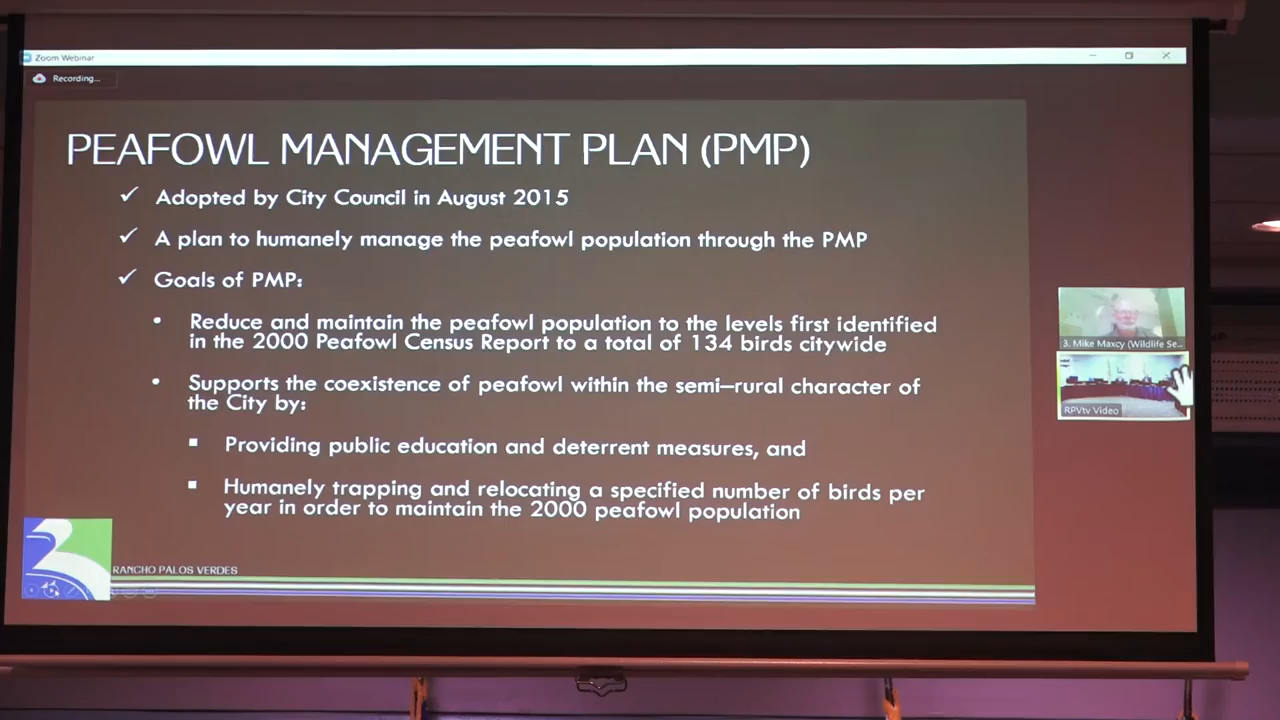 Zoom Webinar
Recording...
PEAFOWL MANAGEMENT PLAN (PMP)
✓ Adopted by City Council in August 2015
✓ A plan to humanely manage the peafowl population through the PMP
✓ Goals of PMP:
• Reduce and maintain the peafowl population to the levels first identified
in the 2000 Peafowl Census Report to a total of 134 birds citywide
• Supports the coexistence of peafowl within the semi–rural character of
the City by:
▪ Providing public education and deterrent measures, and
▪ Humanely trapping and relocating a specified number of birds per
year in order to maintain the 2000 peafowl population
3. Mike Maxcy (Wildlife Se...
RPVtv Video
RANCHO PALOS VERDES